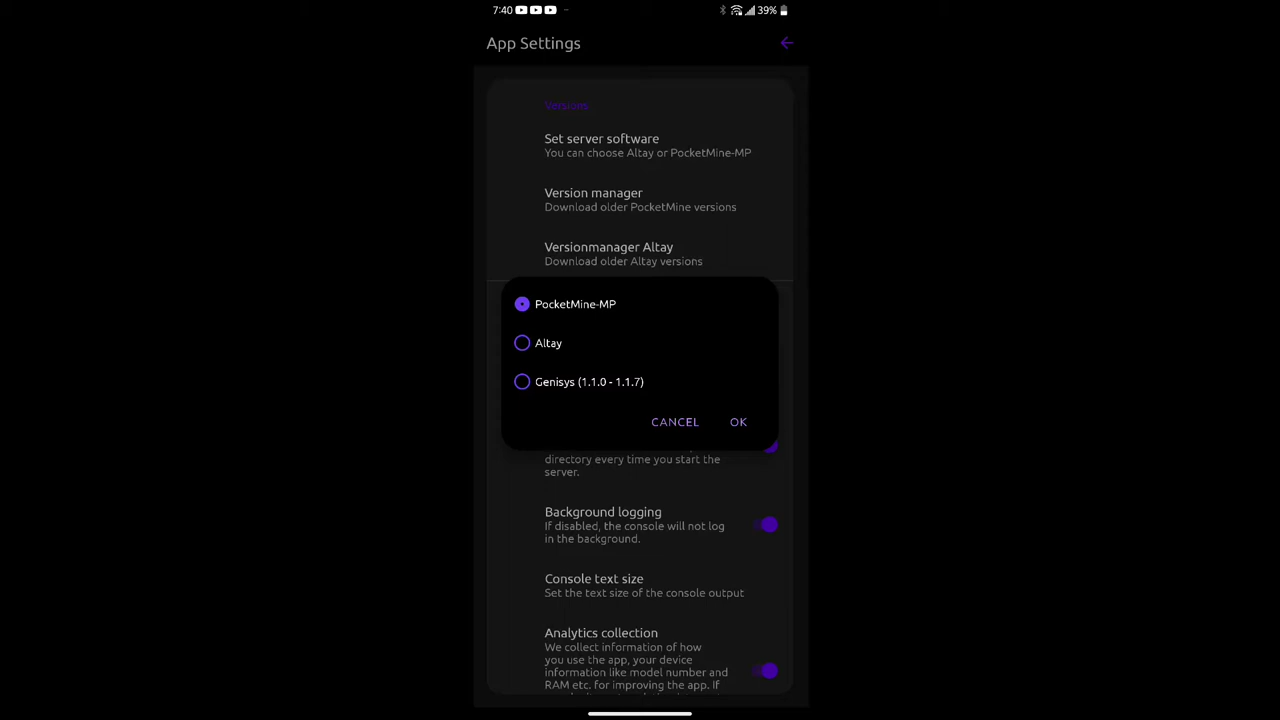 7:40
39%
App Settings
Versions
Set server software
You can choose Altay or PocketMine-MP
Version manager
Download older PocketMine versions
Versionmanager Altay
Download older Altay versions
PocketMine-MP
Altay
Genisys (1.1.0 - 1.1.7)
CANCEL
OK
directory every time you start the
server.
Background logging
If disabled, the console will not log
in the background.
Console text size
Set the text size of the console output
Analytics collection
We collect information of how
you use the app, your device
information like model number and
RAM etc. for improving the app. If